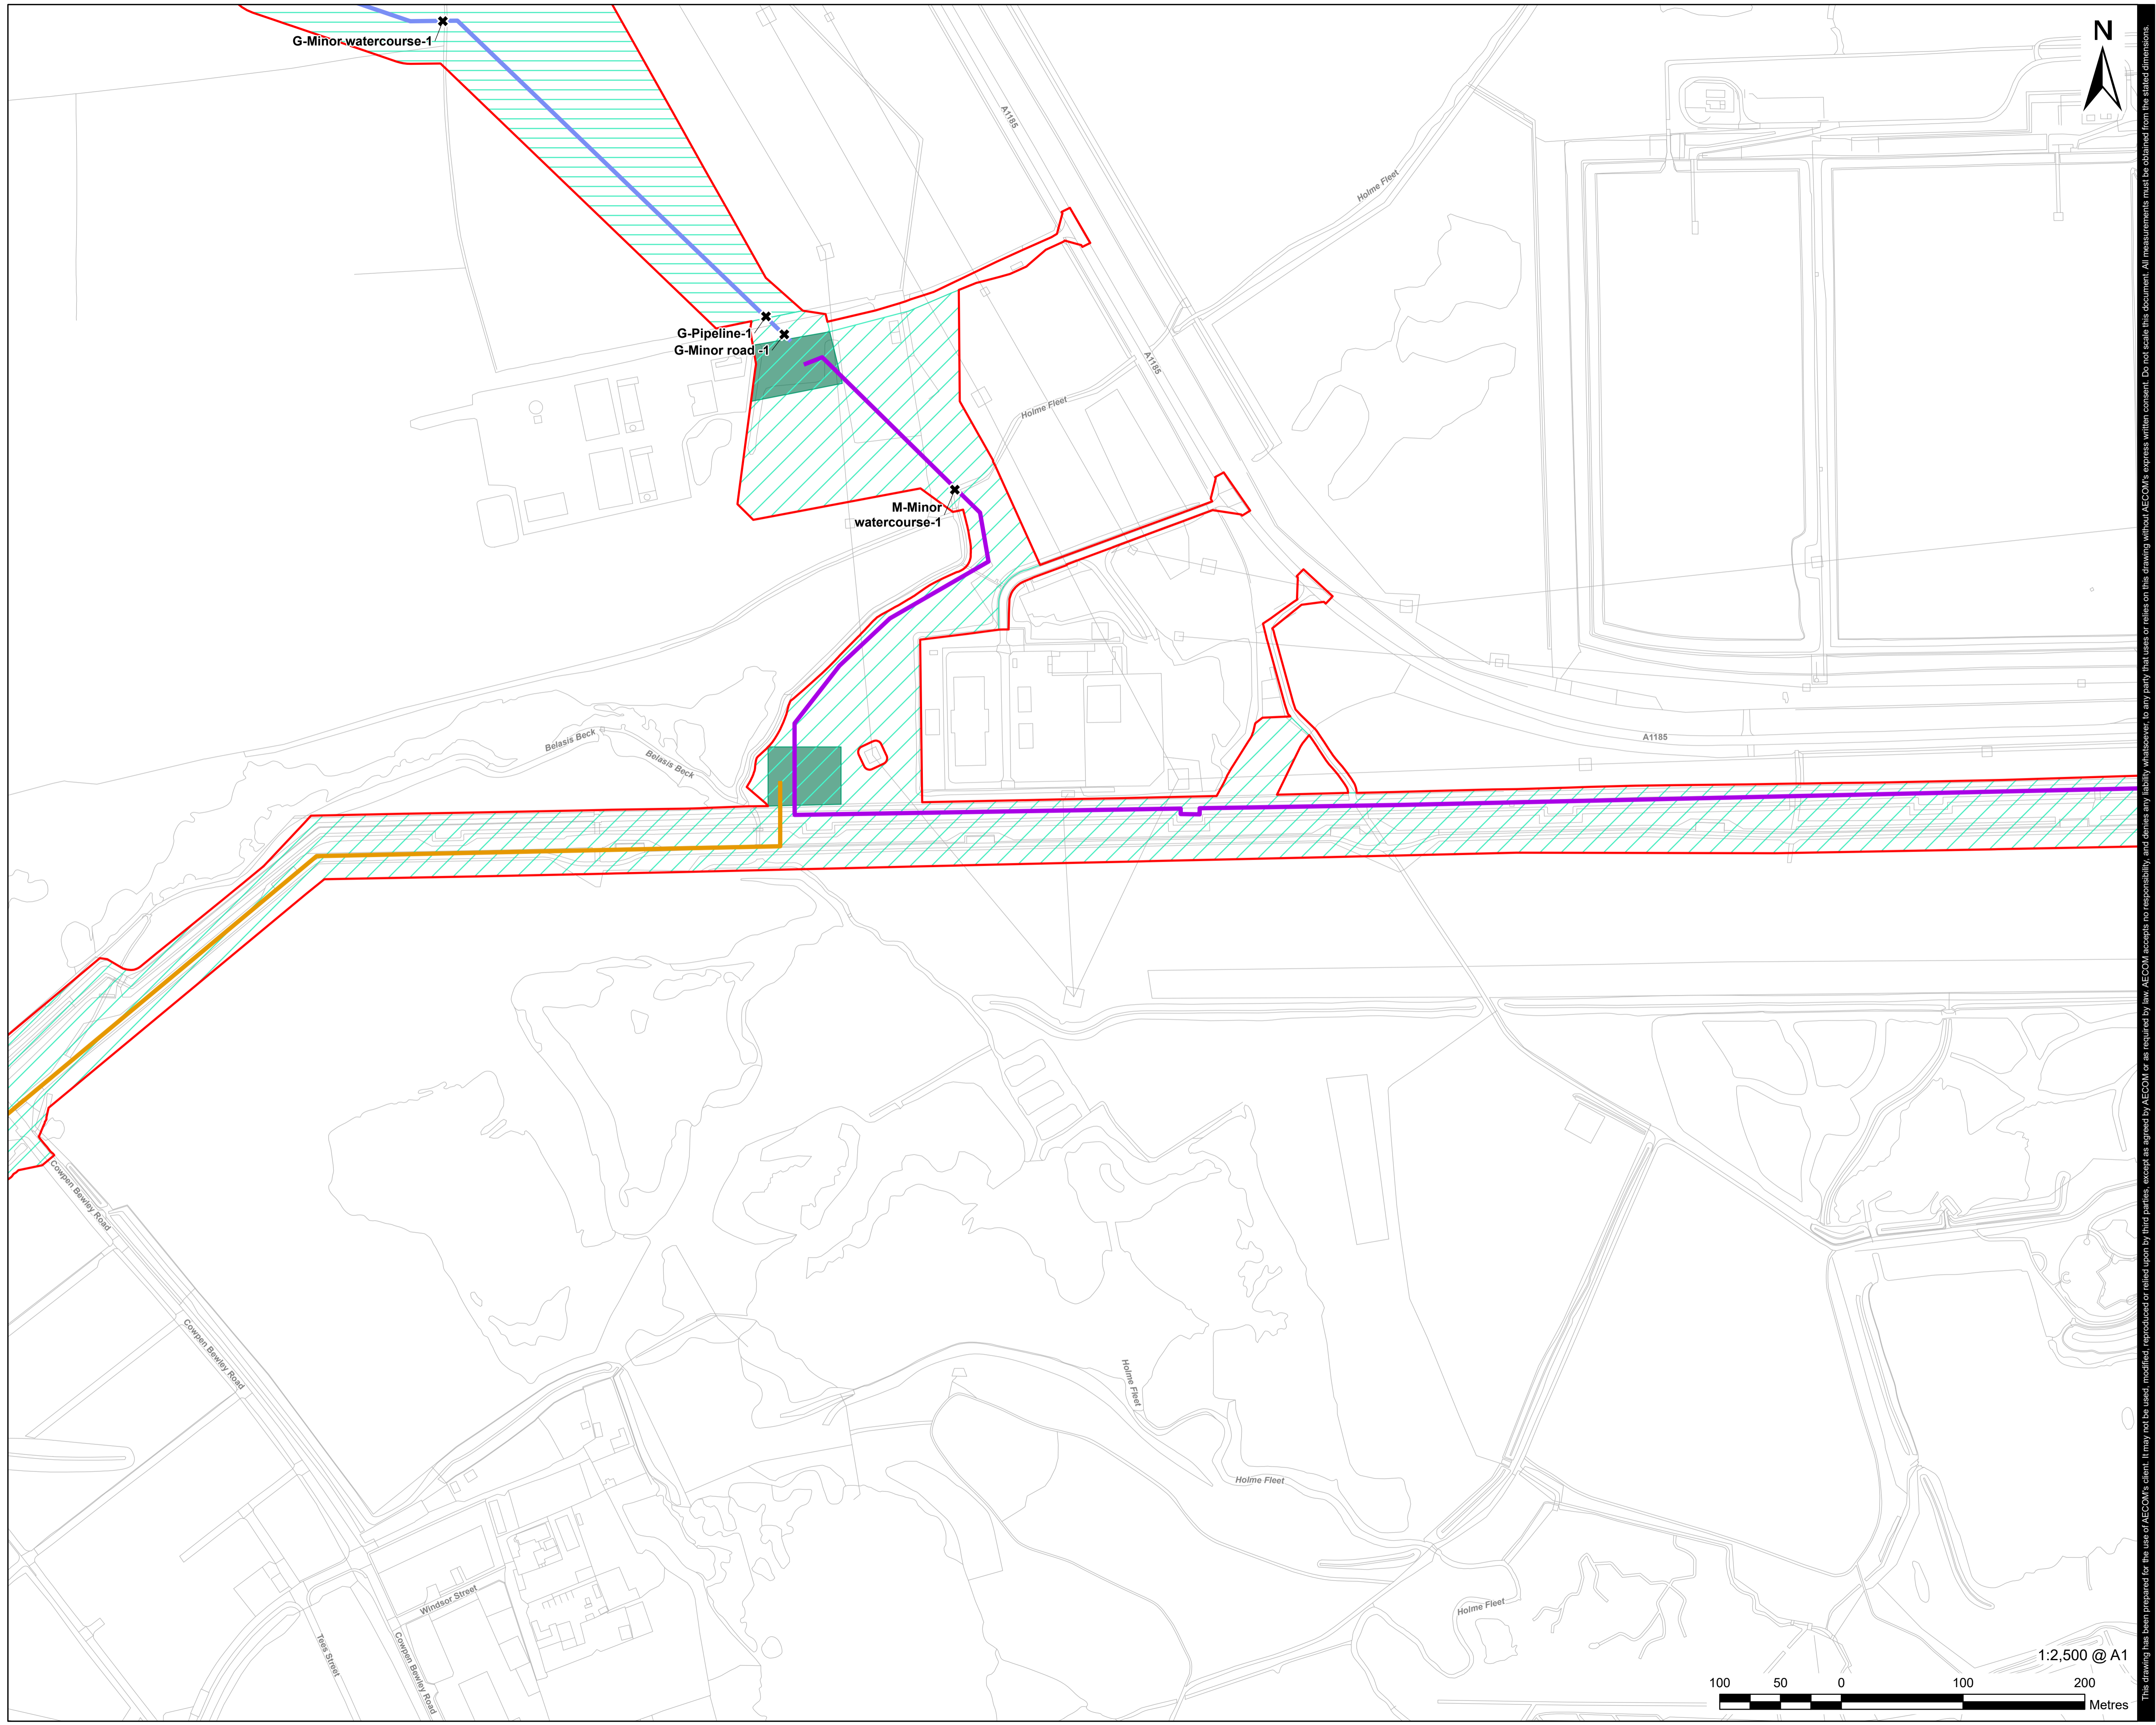 G-Minor watercourse-1
N
A1185
Holme Fleet
G-Pipeline-1
G-Minor road -1
A1185
Holme Fleet
M-Minor
watercourse-1
Belasis Beck
Belasis Beck
A1185
Cowpen Bewley Road
Cowpen Bewley Road
Holme Fleet
Holme Fleet
Windsor Street
Holme Fleet
Tees Street
Cowpen Bewley Road
1:2,500 @ A1
100 50 0 100 200
Metres
This drawing has been prepared for the use of AECOM's client. It may not be used, modified, reproduced or relied upon by third parties, except as agreed by AECOM or as required by law. AECOM accepts no responsibility, and denies any liability whatsoever, to any party that uses or relies on this drawing without AECOM's express written consent. Do not scale this document. All measurements must be obtained from the stated dimensions.